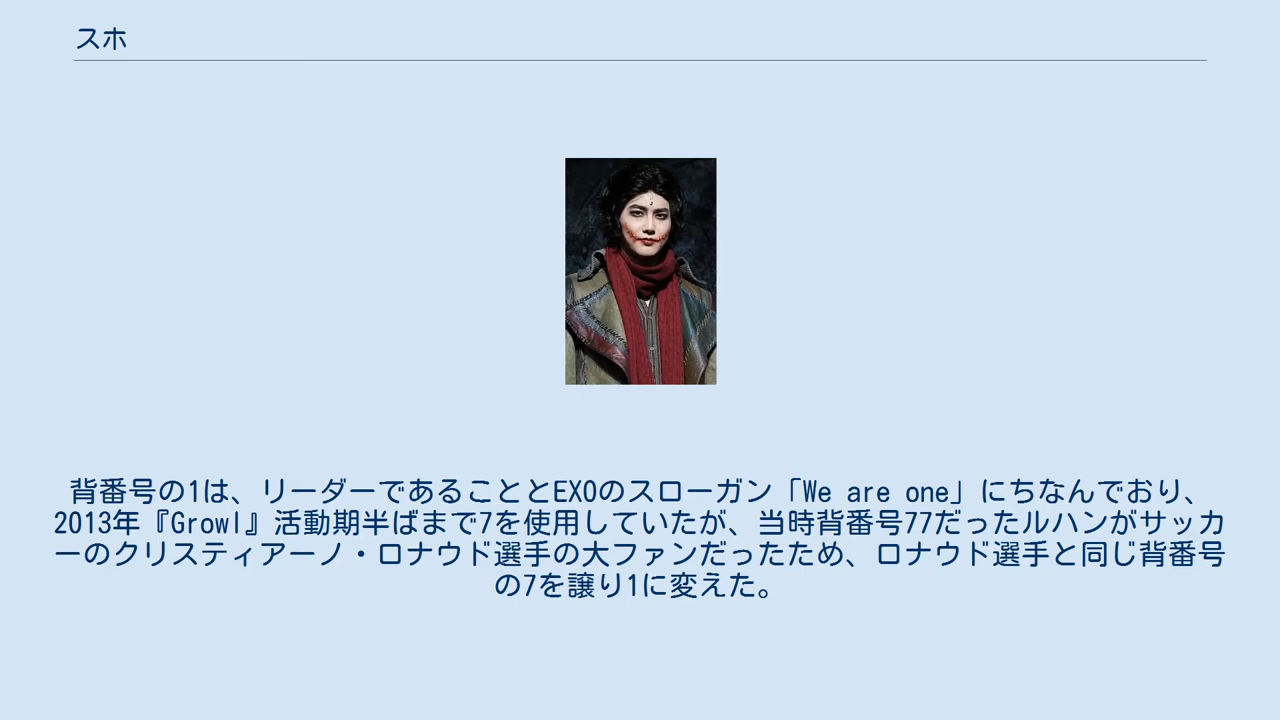 スホ
背番号の1は、リーダーであることとEXOのスローガン「We are one」にちなんでおり、
2013年『Growl』活動期半ばまで7を使用していたが、当時背番号77だったルハンがサッカ
ーのクリスティアーノ・ロナウド選手の大ファンだったため、ロナウド選手と同じ背番号
の7を譲り1に変えた。